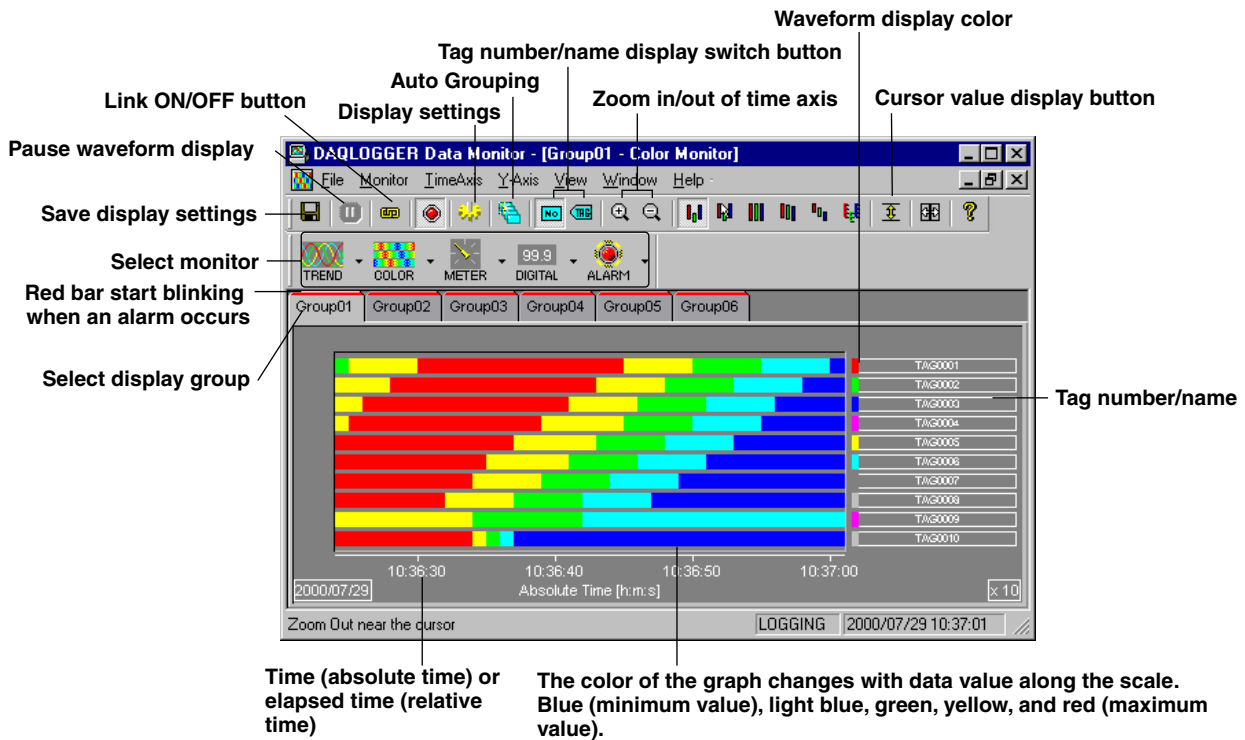 Waveform display color
Tag number/name display switch button
Auto Grouping
Link ON/OFF button
Display settings
Zoom in/out of time axis
Cursor value display button
Pause waveform display
Save display settings
Select monitor
Red bar start blinking
when an alarm occurs
Select display group
Tag number/name
DAQLOGGER Data Monitor - [Group01 - Color Monitor]
File Monitor TimeAxis Y-Axis View Window Help
NO TAG
99.9
TREND COLOR METER DIGITAL ALARM
Group01 Group02 Group03 Group04 Group05 Group06
TAG0001
TAG0002
TAG0003
TAG0004
TAG0005
TAG0006
TAG0007
TAG0008
TAG0009
TAG0010
10:36:30 10:36:40 10:36:50 10:37:00
2000/07/29 Absolute Time [h:m:s] x 10
Zoom Out near the cursor LOGGING 2000/07/29 10:37:01
Time (absolute time) or
elapsed time (relative
time)
The color of the graph changes with data value along the scale.
Blue (minimum value), light blue, green, yellow, and red (maximum
value).